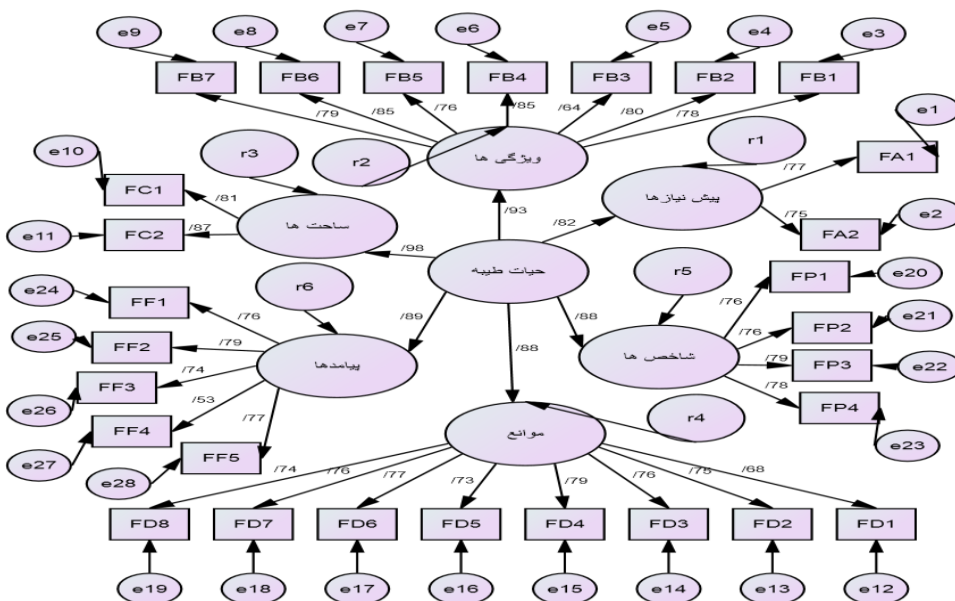 e9 e8 e7 e6 e5 e4 e3
FB7 FB6 FB5 FB4 FB3 FB2 FB1
/79 /85 /76 /85 /64 /80 /78
e1
r3 r2 ویژگی ها r1
e10 /77 FA1
FC1 /81 پیش نیازها
/93 /82 /75 e2
e11 FC2 /87 ساحت ها FA2
/98 حیات طیبه
r5 FP1 e20
e24 FF1 r6 /76
/76 /89 /88 /88 e21
e25 FF2 /79 /76 FP2
پیامدها شاخص ها /79 FP3 e22
FF3 /74 /78
e26 /53 FP4
FF4 /77 r4
e27 موانع e23
FF5
e28 /74 /76 /77 /73 /79 /76 /75 /68
FD8 FD7 FD6 FD5 FD4 FD3 FD2 FD1
e19 e18 e17 e16 e15 e14 e13 e12